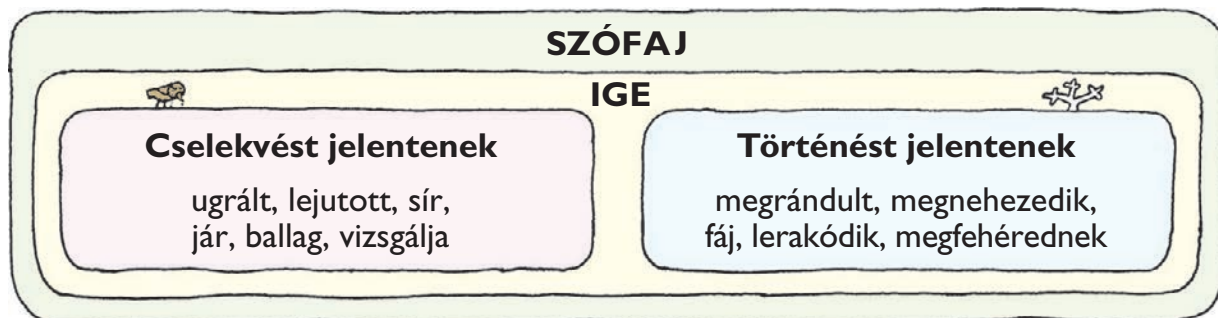 SZÓFAJ
IGE
Cselekvést jelentenek
ugrált, lejutott, sír,
jár, ballag, vizsgálja
Történést jelentenek
megrándult, megnehezedik,
fáj, lerakódik, megfehérednek